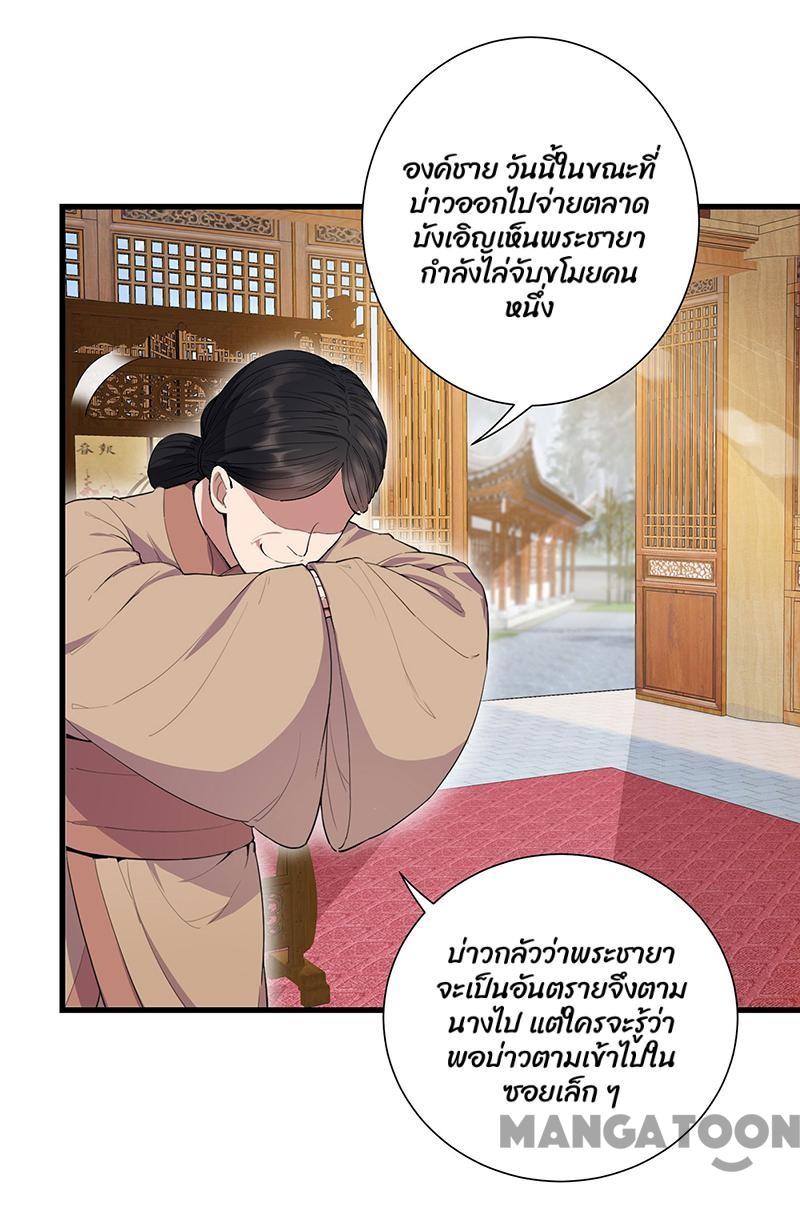 องค์ชาย วันนี้ในขณะที่
บ่าวออกไปจ่ายตลาด
บังเอิญเห็นพระชายา
กำลังไล่จับขโมยคน
หนึ่ง
春報
บ่าวกลัวว่าพระชายา
จะเป็นอันตรายจึงตาม
นางไป แต่ใครจะรู้ว่า
พอบ่าวตามเข้าไปใน
ซอยเล็ก ๆ
MANGATOON